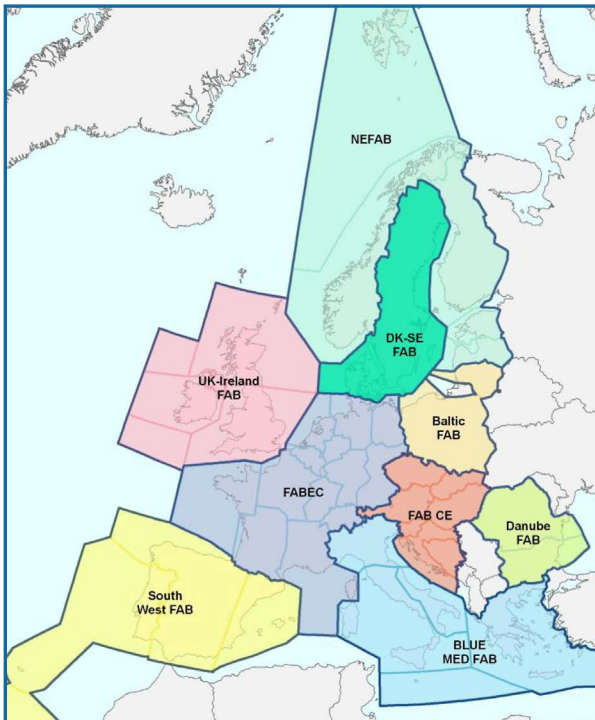 NEFAB
DK-SE
FAB
UK-Ireland
FAB
Baltic
FAB
FABEC
FAB CE
Danube
FAB
South
West FAB
BLUE
MED FAB